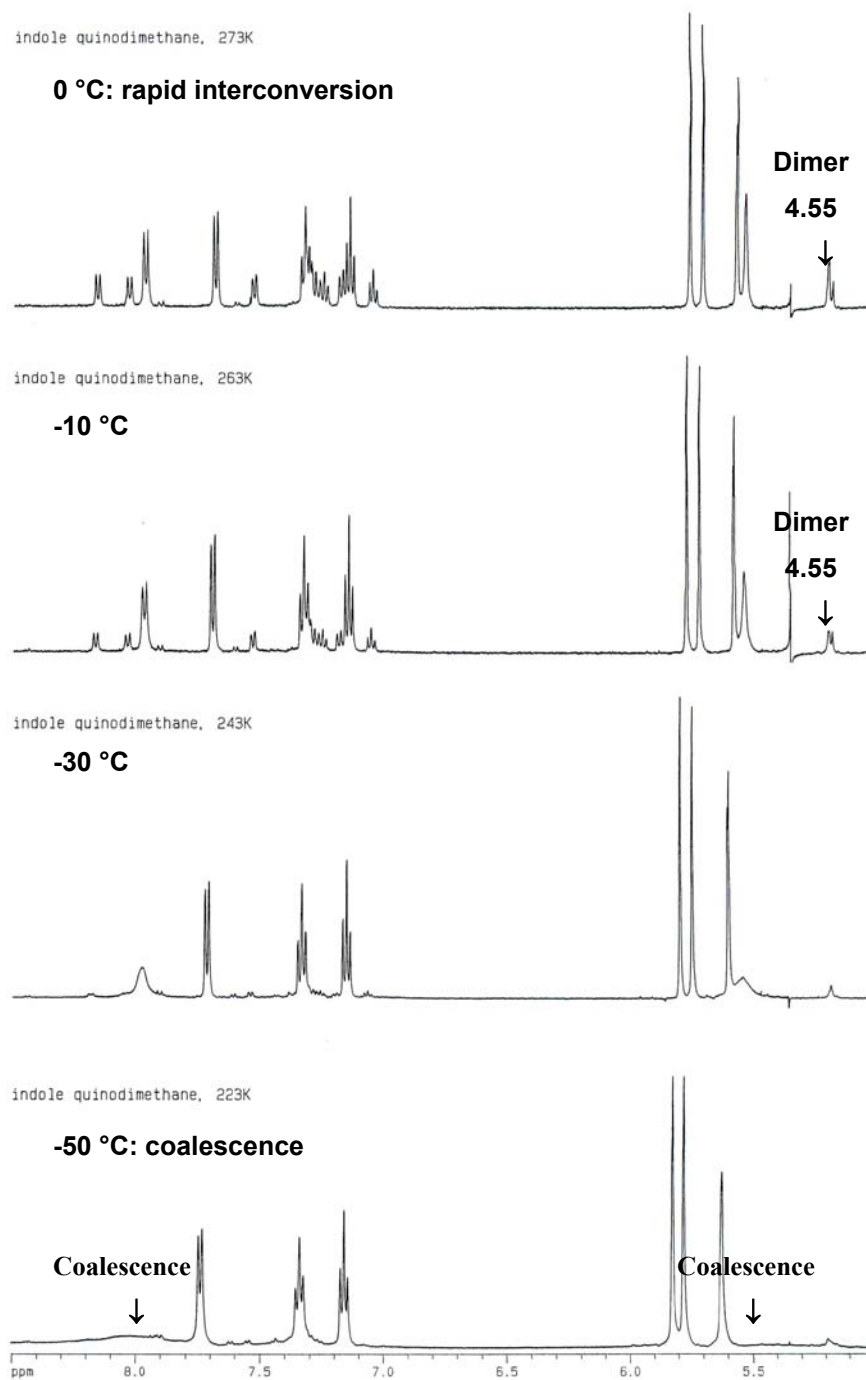 indole quinodimethane, 273K
0 °C: rapid interconversion
Dimer
4.55
↓
indole quinodimethane, 263K
-10 °C
Dimer
4.55
↓
indole quinodimethane, 243K
-30 °C
indole quinodimethane, 223K
-50 °C: coalescence
Coalescence Coalescence
↓ ↓
ppm 8.0 7.5 7.0 6.5 6.0 5.5